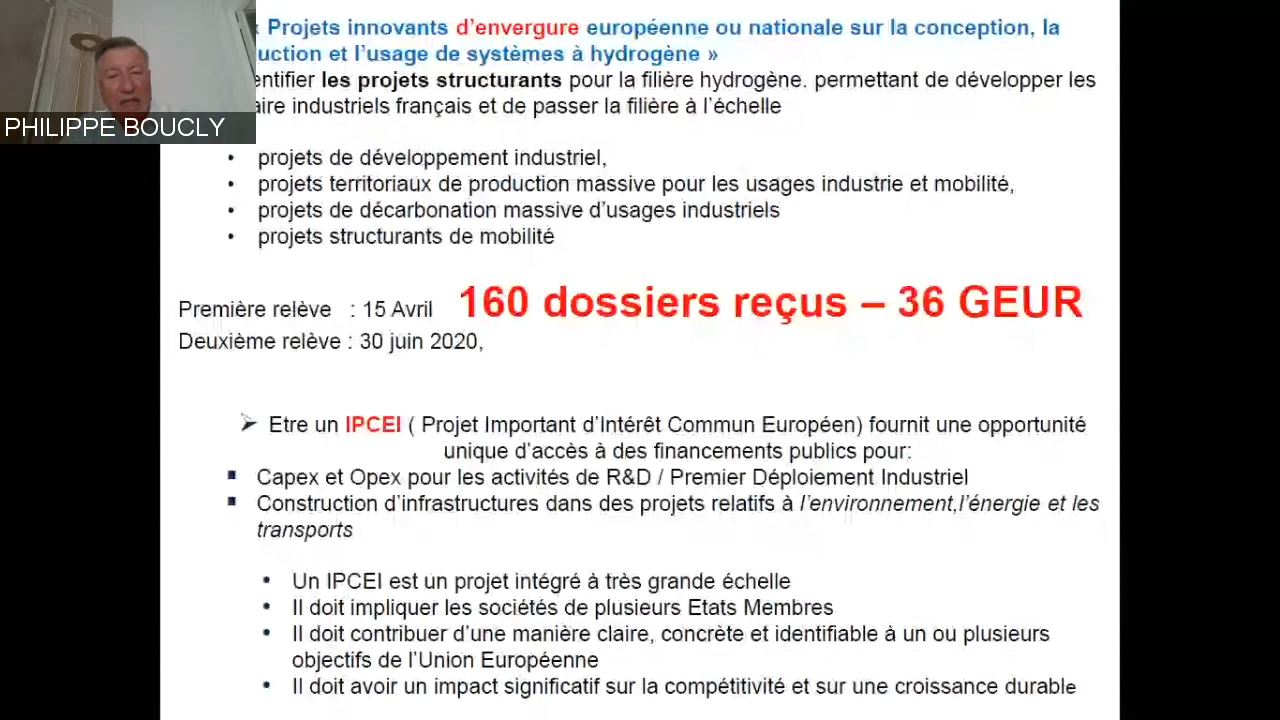 Projets innovants d'envergure européenne ou nationale sur la conception, la
uction et l'usage de systèmes à hydrogène »
entifier les projets structurants pour la filière hydrogène. permettant de développer les
aire industriels français et de passer la filière à l'échelle
PHILIPPE BOUCLY
• projets de développement industriel,
• projets territoriaux de production massive pour les usages industrie et mobilité,
• projets de décarbonation massive d'usages industriels
• projets structurants de mobilité
Première relève : 15 Avril 160 dossiers reçus – 36 GEUR
Deuxième relève : 30 juin 2020,
➢ Etre un IPCEI ( Projet Important d'Intérêt Commun Européen) fournit une opportunité
unique d'accès à des financements publics pour:
▪ Capex et Opex pour les activités de R&D / Premier Déploiement Industriel
▪ Construction d'infrastructures dans des projets relatifs à l'environnement,l'énergie et les
transports
• Un IPCEI est un projet intégré à très grande échelle
• Il doit impliquer les sociétés de plusieurs Etats Membres
• Il doit contribuer d'une manière claire, concrète et identifiable à un ou plusieurs
objectifs de l'Union Européenne
• Il doit avoir un impact significatif sur la compétitivité et sur une croissance durable